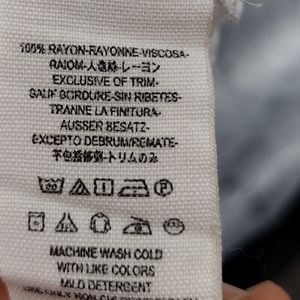 100% RAYON-RAYONNE-VISCOSA-
RAIOM-人造絲-レーヨン
EXCLUSIVE OF TRIM-
SAUF BORDURE-SIN RIBETES-
TRANNE LA FINITURA-
AUSSER BESATZ-
EXCEPTO DEBRUM/REMATE-
不包括修飾-トリムのみ
MACHINE WASH COLD
WITH LIKE COLORS
MILD DETERGENT